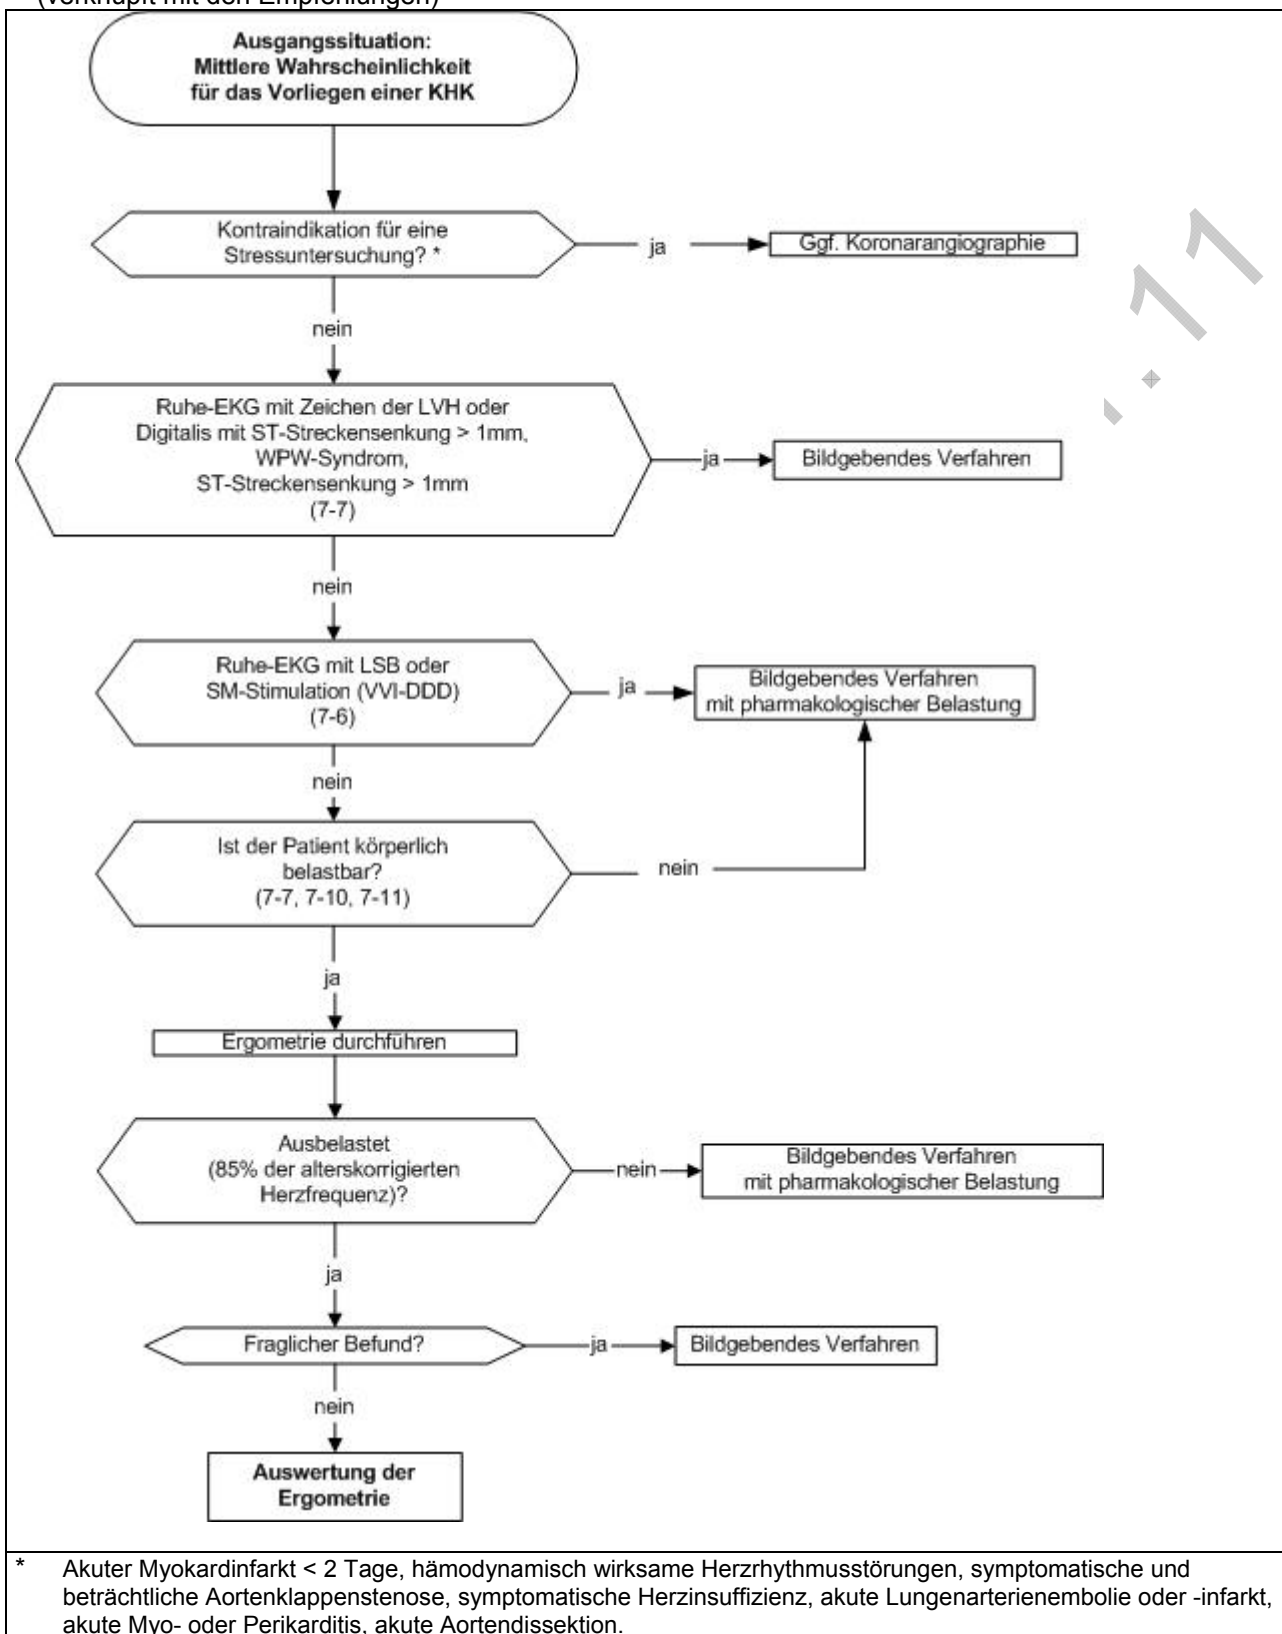 (verknüpft mit den Empfehlungen)
Ausgangssituation:
Mittlere Wahrscheinlichkeit
für das Vorliegen einer KHK
Kontraindikation für eine
Stressuntersuchung? *
ja
Ggf. Koronarangiographie
nein
.11
Ruhe-EKG mit Zeichen der LVH oder
Digitalis mit ST-Streckensenkung > 1mm,
WPW-Syndrom,
ST-Streckensenkung > 1mm
(7-7)
ja
Bildgebendes Verfahren
nein
Ruhe-EKG mit LSB oder
SM-Stimulation (VVI-DDD)
(7-6)
ja
Bildgebendes Verfahren
mit pharmakologischer Belastung
nein
Ist der Patient körperlich
belastbar?
(7-7, 7-10, 7-11)
nein
ja
Ergometrie durchführen
Ausbelastet
(85% der alterskorrigierten
Herzfrequenz)?
nein
Bildgebendes Verfahren
mit pharmakologischer Belastung
ja
Fraglicher Befund?
ja
Bildgebendes Verfahren
nein
Auswertung der
Ergometrie
* Akuter Myokardinfarkt < 2 Tage, hämodynamisch wirksame Herzrhythmusstörungen, symptomatische und
beträchtliche Aortenklappenstenose, symptomatische Herzinsuffizienz, akute Lungenarterienembolie oder -infarkt,
akute Myo- oder Perikarditis, akute Aortendissektion.